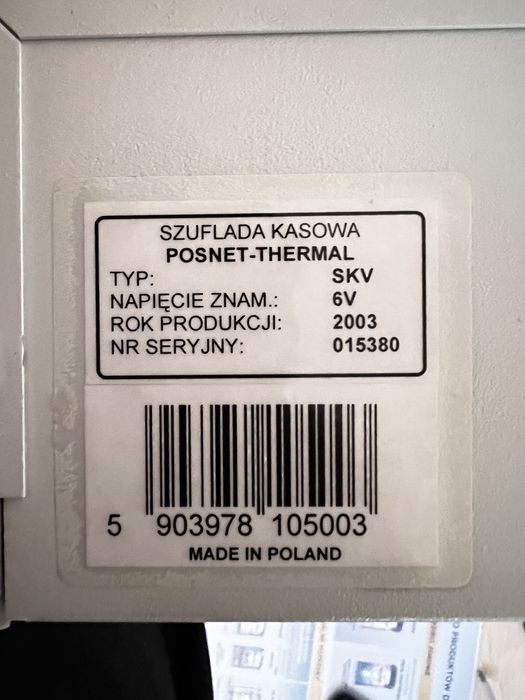 SZUFLADA KASOWA
POSNET-THERMAL
TYP: SKV
NAPIĘCIE ZNAM.: 6V
ROK PRODUKCJI: 2003
NR SERYJNY: 015380
5 903978 105003
MADE IN POLAND
PRODUKTÓW